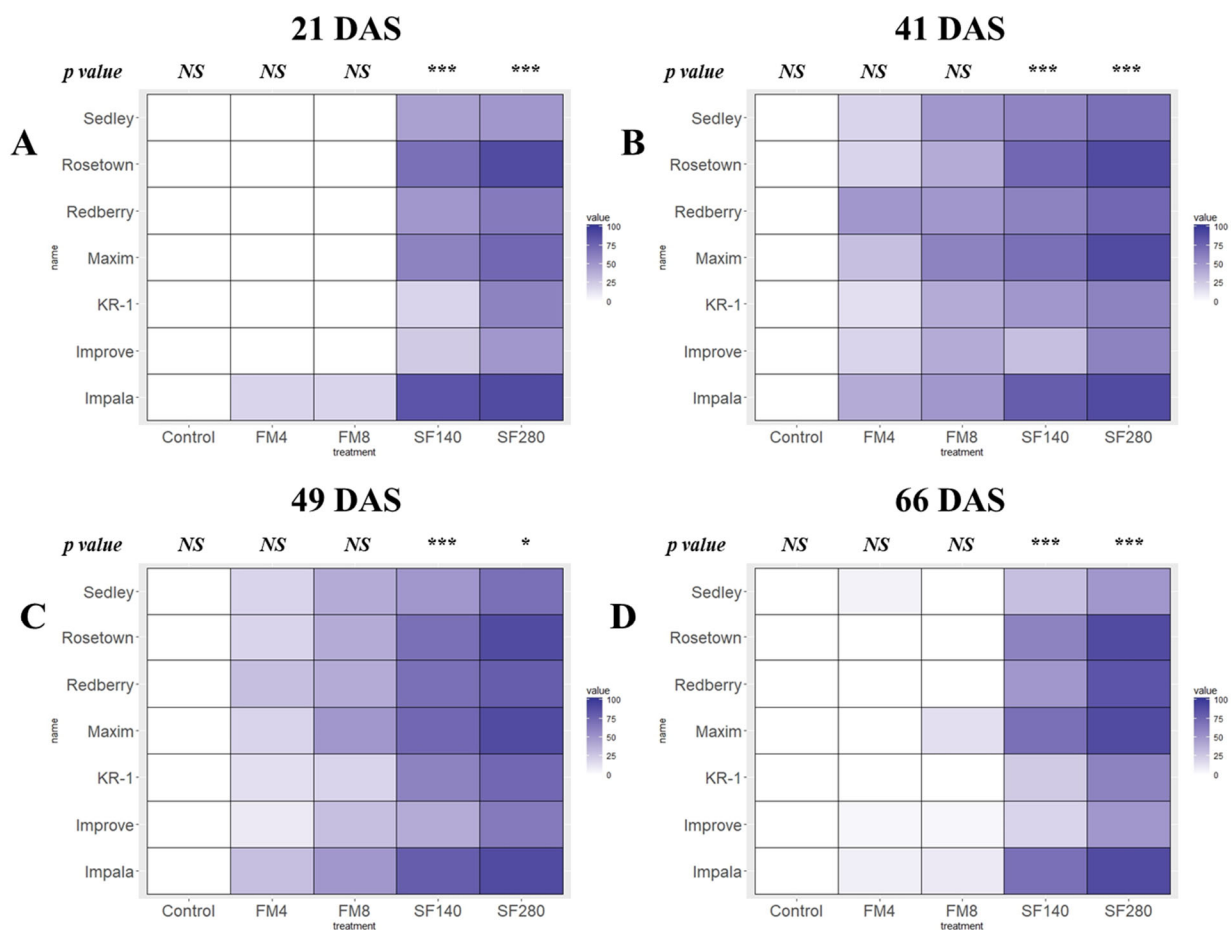 21 DAS
p value NS NS NS *** ***
A
Sedley
Rosetown
Redberry
Maxim
KR-1
Improve
Impala
name
Control FM4 FM8 SF140 SF280
treatment
value
100
75
50
25
0
41 DAS
p value NS NS NS *** ***
B
Sedley
Rosetown
Redberry
Maxim
KR-1
Improve
Impala
name
Control FM4 FM8 SF140 SF280
treatment
value
100
75
50
25
0
49 DAS
p value NS NS NS *** *
C
Sedley
Rosetown
Redberry
Maxim
KR-1
Improve
Impala
name
Control FM4 FM8 SF140 SF280
treatment
value
100
75
50
25
0
66 DAS
p value NS NS NS *** ***
D
Sedley
Rosetown
Redberry
Maxim
KR-1
Improve
Impala
name
Control FM4 FM8 SF140 SF280
treatment
value
100
75
50
25
0